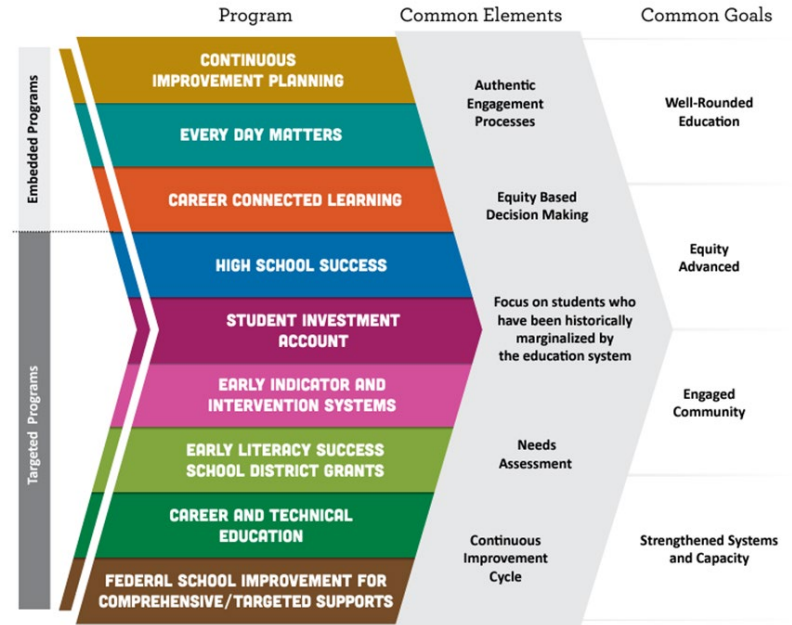 Program
Common Elements
Common Goals
Embedded Programs
Targeted Programs
CONTINUOUS
IMPROVEMENT PLANNING
EVERY DAY MATTERS
CAREER CONNECTED LEARNING
HIGH SCHOOL SUCCESS
STUDENT INVESTMENT
ACCOUNT
EARLY INDICATOR AND
INTERVENTION SYSTEMS
EARLY LITERACY SUCCESS
SCHOOL DISTRICT GRANTS
CAREER AND TECHNICAL
EDUCATION
FEDERAL SCHOOL IMPROVEMENT FOR
COMPREHENSIVE/TARGETED SUPPORTS
Authentic
Engagement
Processes
Equity Based
Decision Making
Focus on students who
have been historically
marginalized by
the education system
Needs
Assessment
Continuous
Improvement
Cycle
Well-Rounded
Education
Equity
Advanced
Engaged
Community
Strengthened Systems
and Capacity